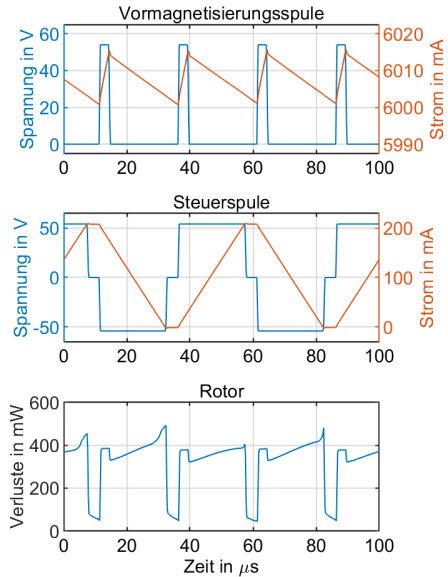 Vormagnetisierungsspule
Spannung in V
60
40
20
0
6020
6010
6000
5990
Strom in mA
0 20 40 60 80 100
Steuerspule
Spannung in V
50
0
-50
200
100
0
Strom in mA
0 20 40 60 80 100
Rotor
Verluste in mW
600
400
200
0
0 20 40 60 80 100
Zeit in μs